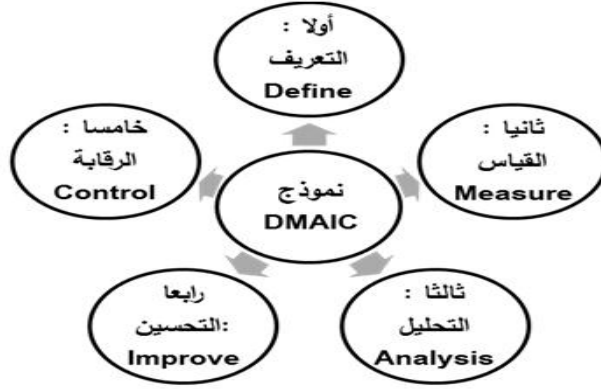 أولا :
التعريف
Define
ثانيا :
القياس
Measure
ثالثا :
التحليل
Analysis
رابعا
:التحسين
Improve
خامسا :
الرقابة
Control
نموذج
DMAIC